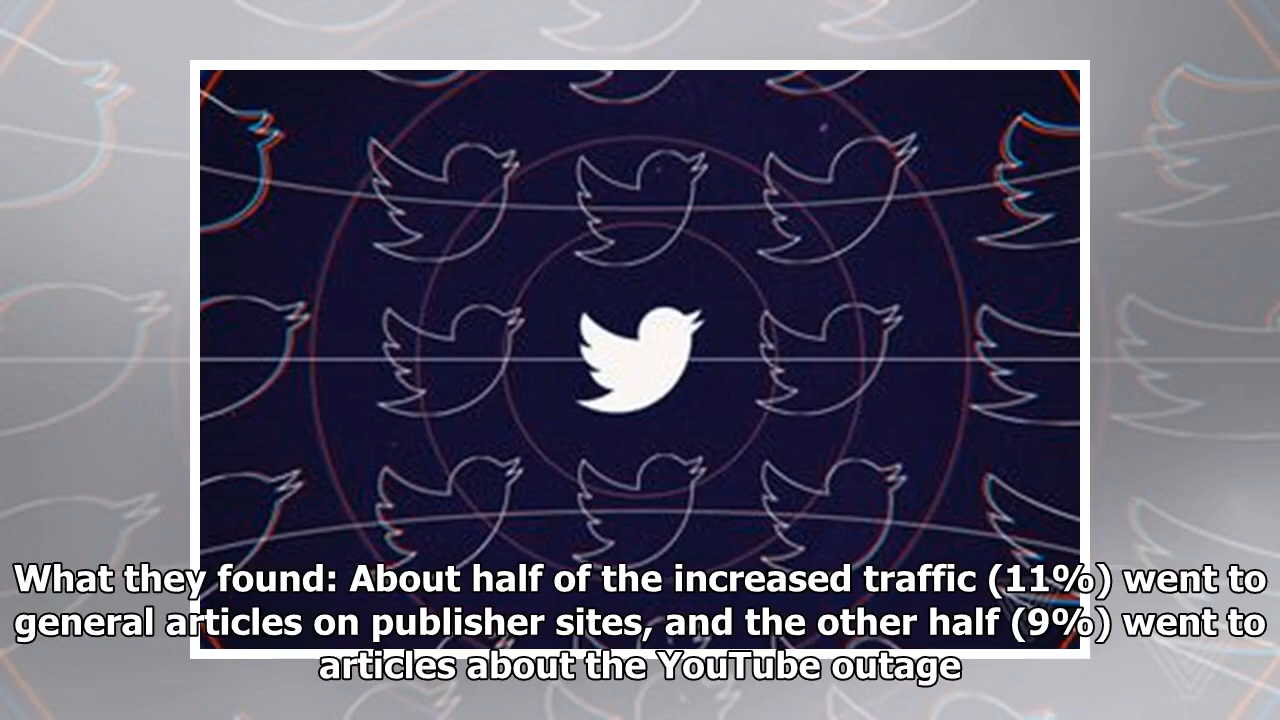 What they found: About half of the increased traffic (11%) went to
general articles on publisher sites, and the other half (9%) went to
articles about the YouTube outage